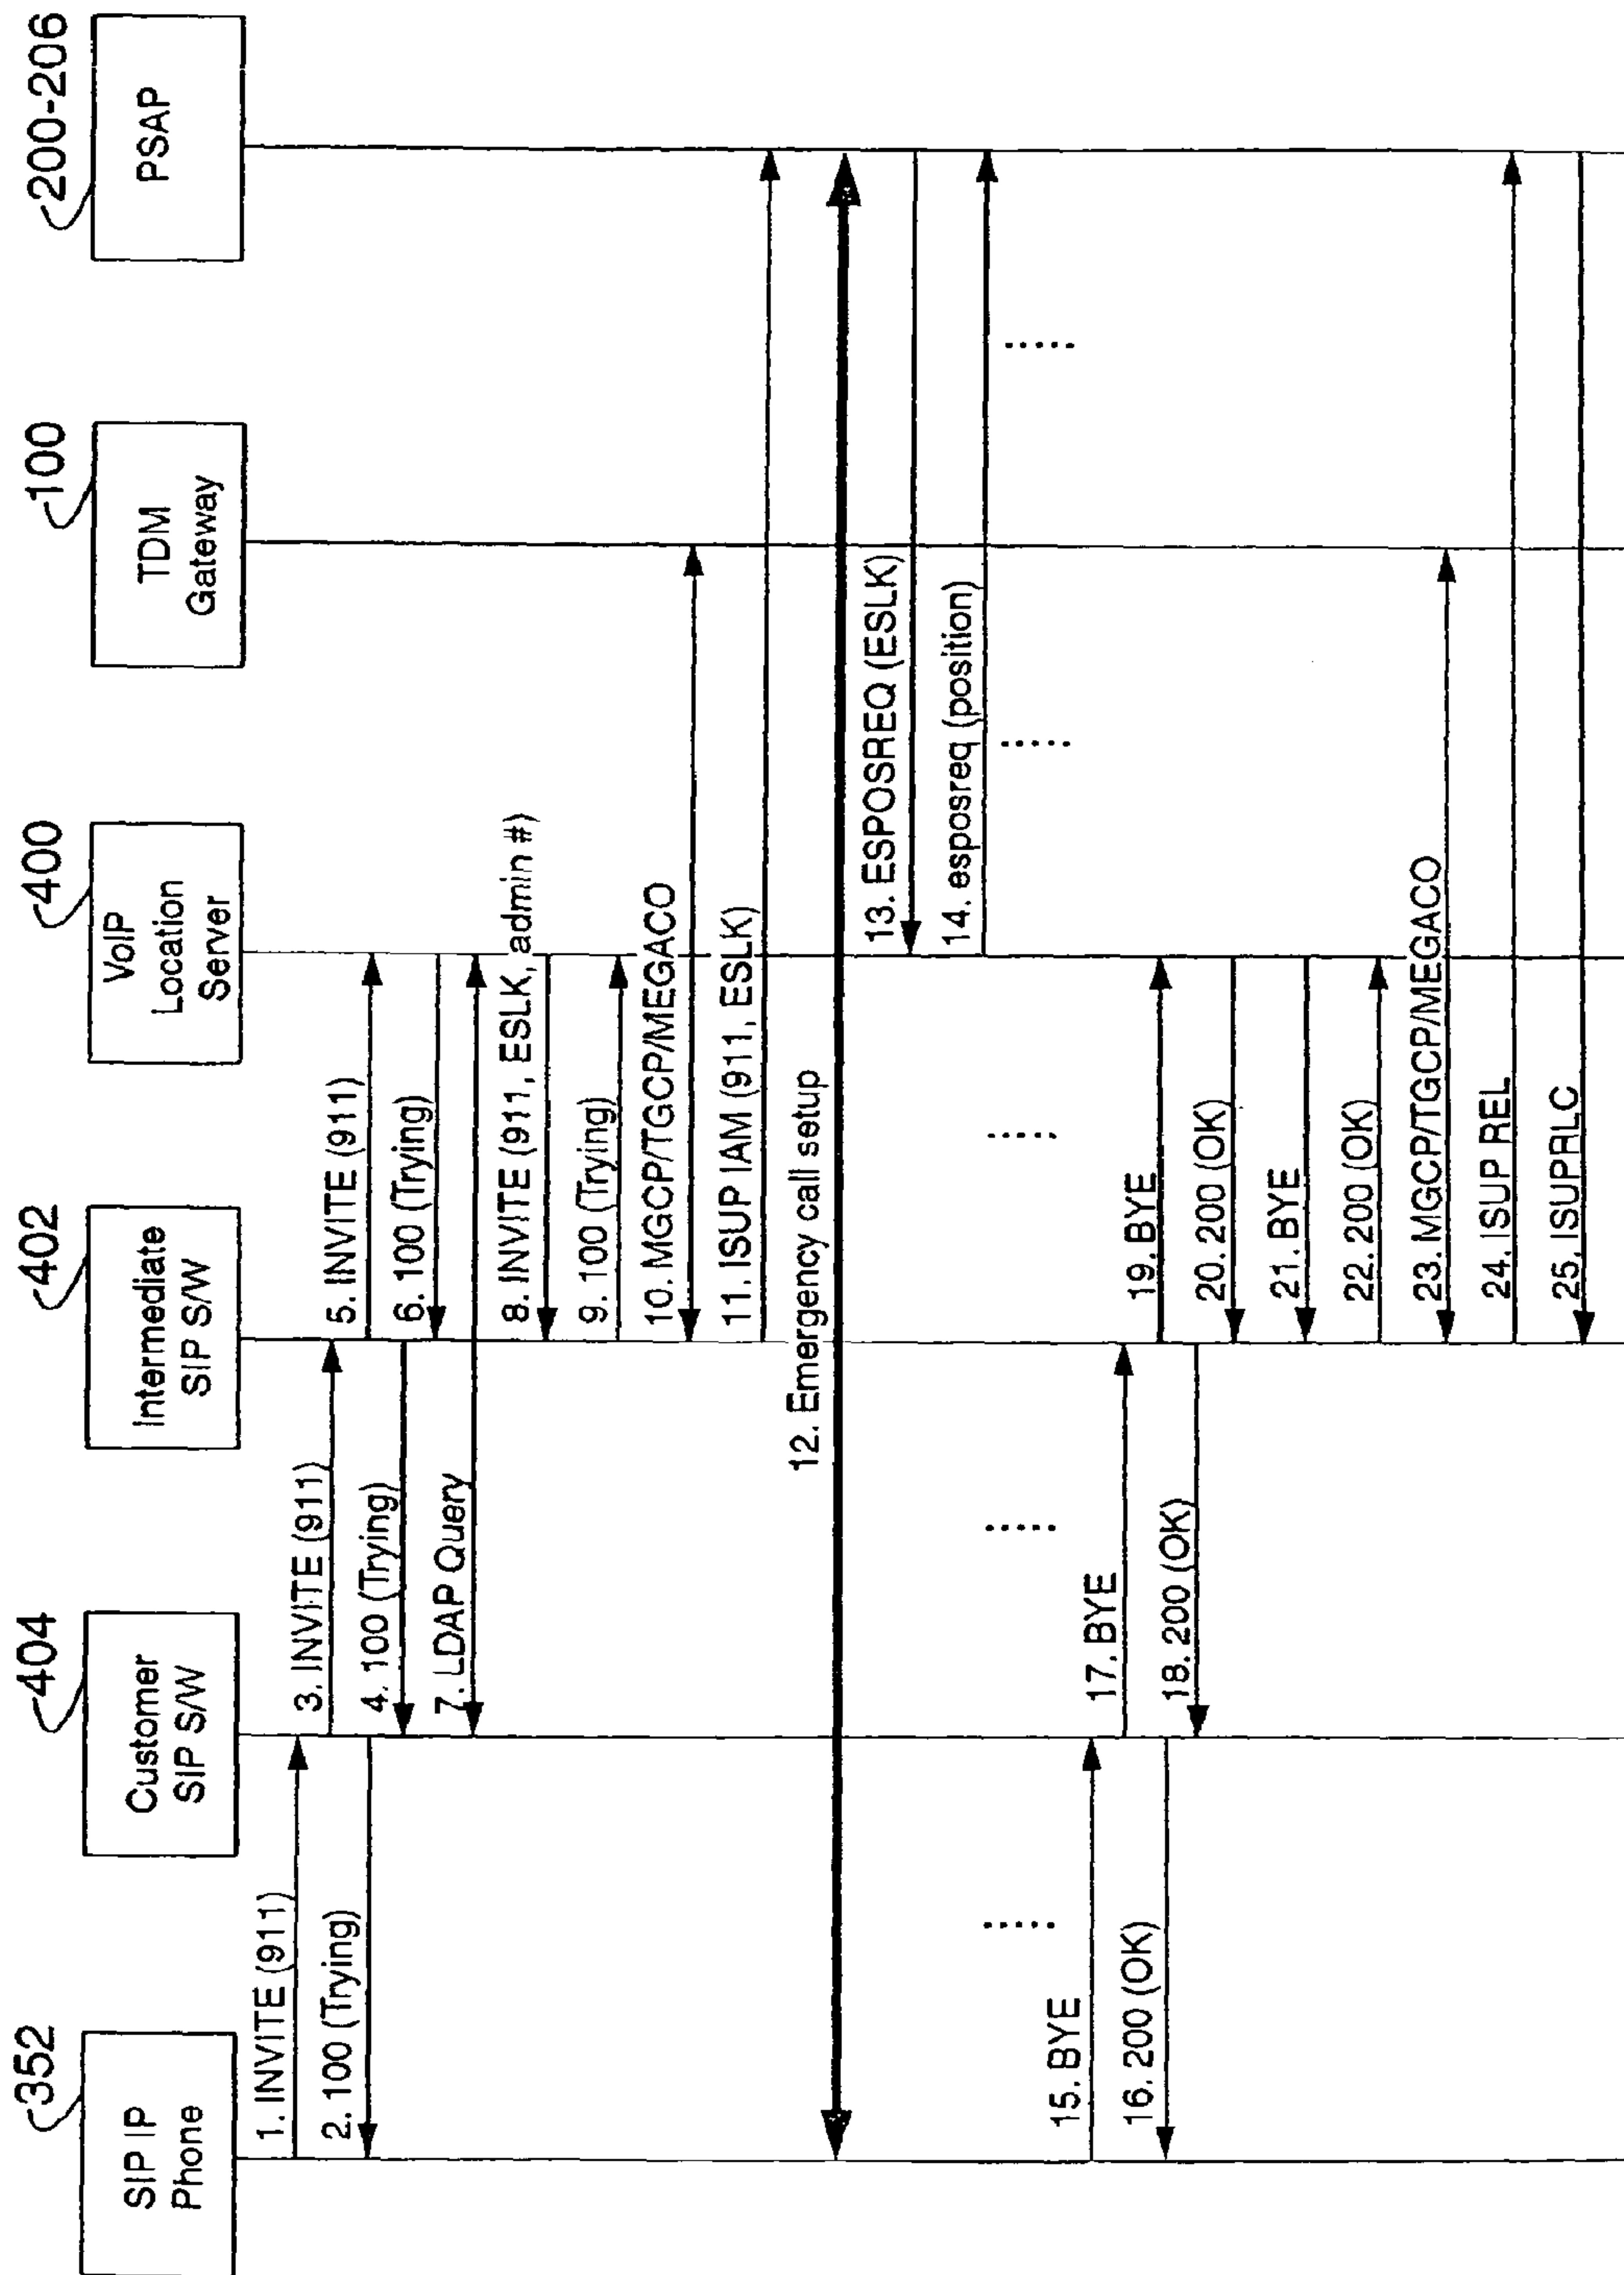 352
SIP IP
Phone
404
Customer
SIP S/W
402
Intermediate
SIP S/W
400
VoIP
Location
Server
100
TDM
Gateway
200-206
PSAP
1. INVITE (911)
2. 100 (Trying)
3. INVITE (911)
4. 100 (Trying)
5. INVITE (911)
6. 100 (Trying)
7. LDAP Query
8. INVITE (911, ESLK, admin #)
9. 100 (Trying)
10. MGCP/TGCP/MEGACO
11. ISUP IAM (911, ESLK)
12. Emergency call setup
13. ESPOSREQ (ESLK)
14. esposreq (position)
.....
.....
.....
.....
.....
15. BYE
16. 200 (OK)
17. BYE
18. 200 (OK)
19. BYE
20. 200 (OK)
21. BYE
22. 200 (OK)
23. MGCP/TGCP/MEGACO
24. ISUP REL
25. ISUPRLC